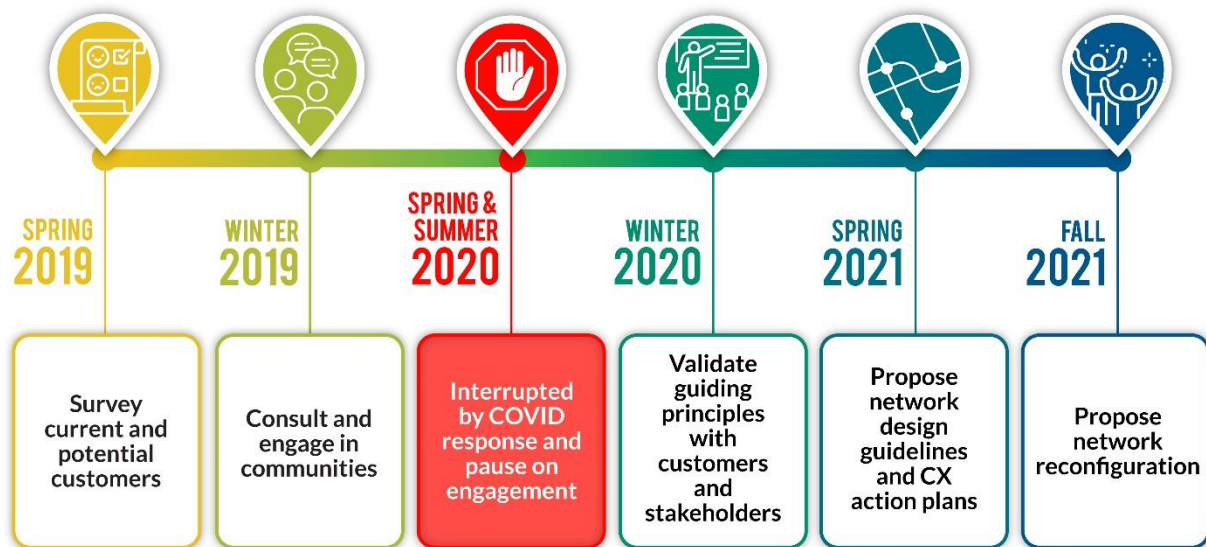 SPRING
2019
WINTER
2019
SPRING &
SUMMER
2020
WINTER
2020
SPRING
2021
FALL
2021
Survey
current and
potential
customers
Consult and
engage in
communities
Interrupted
by COVID
response and
pause on
engagement
Validate
guiding
principles
with
customers
and
stakeholders
Propose
network
design
guidelines
and CX
action plans
Propose
network
reconfiguration